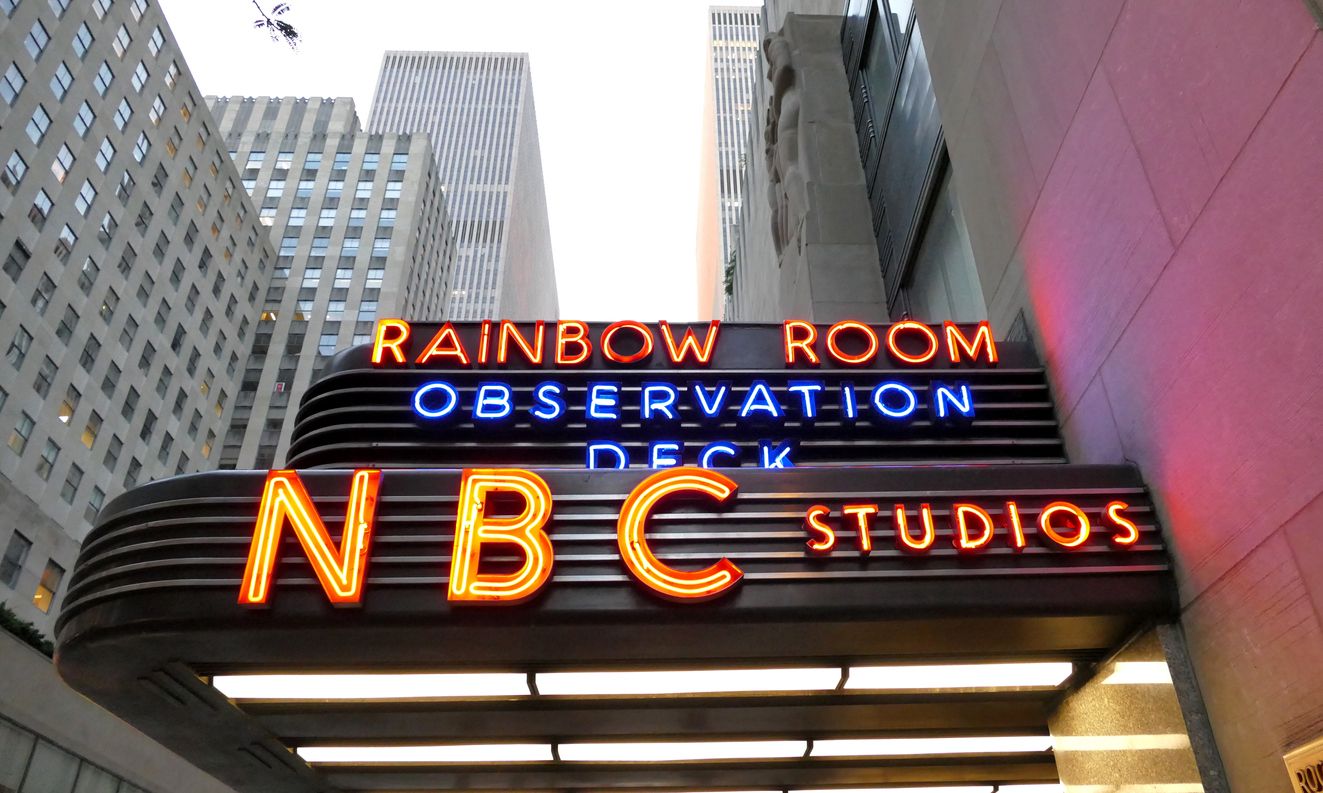 RAINBOW ROOM
OBSERVATION
DECK
NBC STUDIOS